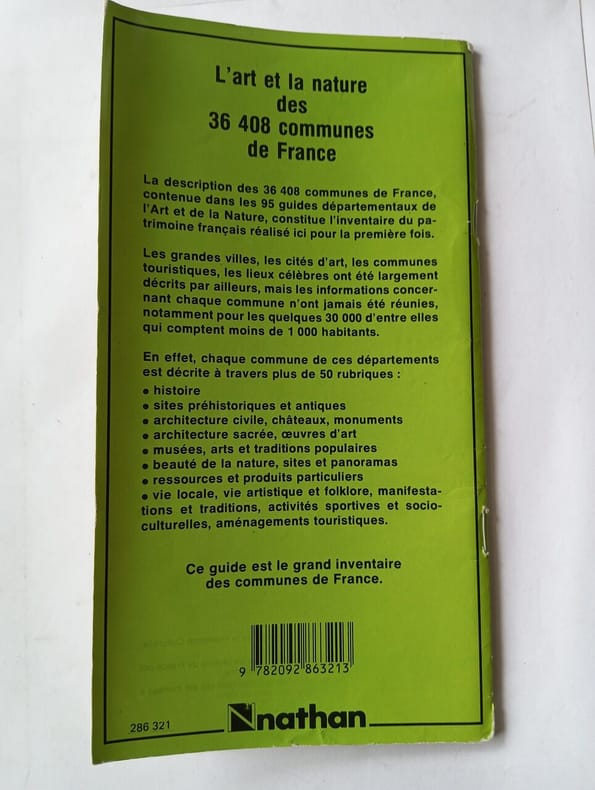 L'art et la nature
des
36 408 communes
de France
La description des 36 408 communes de France,
contenue dans les 95 guides départementaux de
l'Art et de la Nature, constitue l'inventaire du pa-
trimoine français réalisé ici pour la première fois.
Les grandes villes, les cités d'art, les communes
touristiques, les lieux célèbres ont été largement
décrits par ailleurs, mais les informations concer-
nant chaque commune n'ont jamais été réunies,
notamment pour les quelques 30 000 d'entre elles
qui comptent moins de 1 000 habitants.
En effet, chaque commune de ces départements
est décrite à travers plus de 50 rubriques :
• histoire
• sites préhistoriques et antiques
• architecture civile, châteaux, monuments
• architecture sacrée, œuvres d'art
• musées, arts et traditions populaires
• beauté de la nature, sites et panoramas
• ressources et produits particuliers
• vie locale, vie artistique et folklore, manifesta-
tions et traditions, activités sportives et socio-
culturelles, aménagements touristiques.
Ce guide est le grand inventaire
des communes de France.
9 782092 863213
286 321
nathan